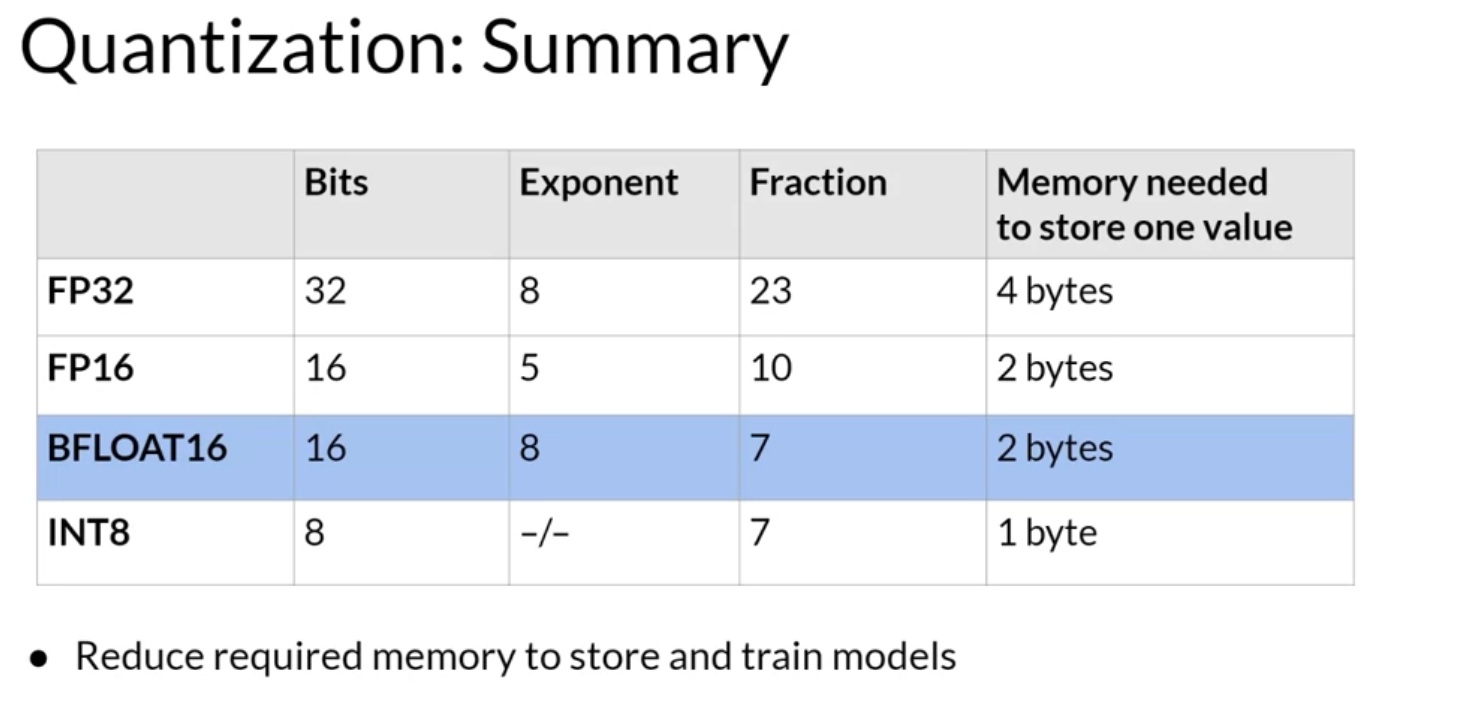 Quantization: Summary
Bits Exponent Fraction Memory needed
to store one value
FP32 32 8 23 4 bytes
FP16 16 5 10 2 bytes
BFLOAT16 16 8 7 2 bytes
INT8 8 –/– 7 1 byte
● Reduce required memory to store and train models